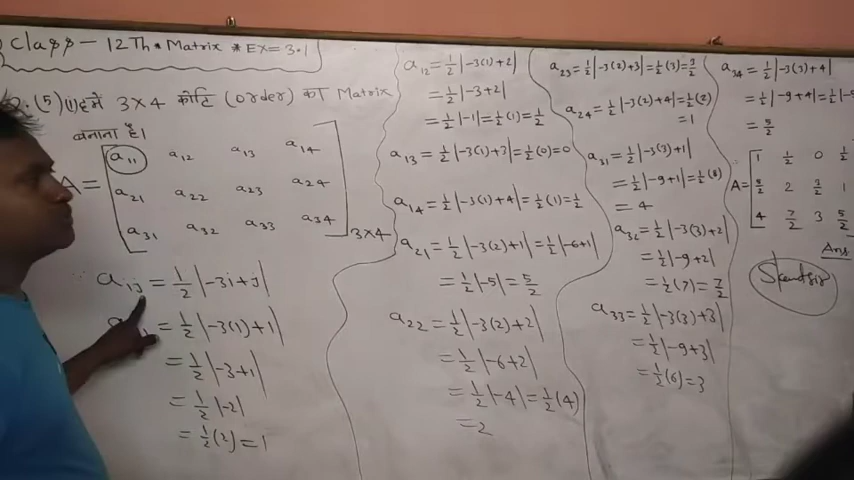 Class - 12Th * Matrix * EX = 3.1
(5) (i) हमें 3×4 कोटि (order) का Matrix
बनाना है।
A = [a₁₁ a₁₂ a₁₃ a₁₄
a₂₁ a₂₂ a₂₃ a₂₄
a₃₁ a₃₂ a₃₃ a₃₄] 3×4
∵ aᵢⱼ = 1/2 |-3i+j|
= 1/2 |-3(1)+1|
= 1/2 |-3+1|
= 1/2 |-2|
= 1/2 (2) = 1
a₁₂ = 1/2 |-3(1)+2|
= 1/2 |-3+2|
= 1/2 |-1| = 1/2 (1) = 1/2
a₁₃ = 1/2 |-3(1)+3| = 1/2 (0) = 0
a₁₄ = 1/2 |-3(1)+4| = 1/2 (1) = 1/2
a₂₁ = 1/2 |-3(2)+1| = 1/2 |-6+1|
= 1/2 |-5| = 5/2
a₂₂ = 1/2 |-3(2)+2|
= 1/2 |-6+2|
= 1/2 |-4| = 1/2 (4)
= 2
a₂₃ = 1/2 |-3(2)+3| = 1/2 (3) = 3/2
a₂₄ = 1/2 |-3(2)+4| = 1/2 (2)
= 1
a₃₁ = 1/2 |-3(3)+1|
= 1/2 |-9+1| = 1/2 (8)
= 4
a₃₂ = 1/2 |-3(3)+2|
= 1/2 |-9+2|
= 1/2 (7) = 7/2
a₃₃ = 1/2 |-3(3)+3|
= 1/2 |-9+3|
= 1/2 (6) = 3
a₃₄ = 1/2 |-3(3)+4|
= 1/2 |-9+4| = 1/2 |-5
= 5/2
∴ A = [1 1/2 0 1/2
5/2 2 3/2 1
4 7/2 3 5/2
Ans